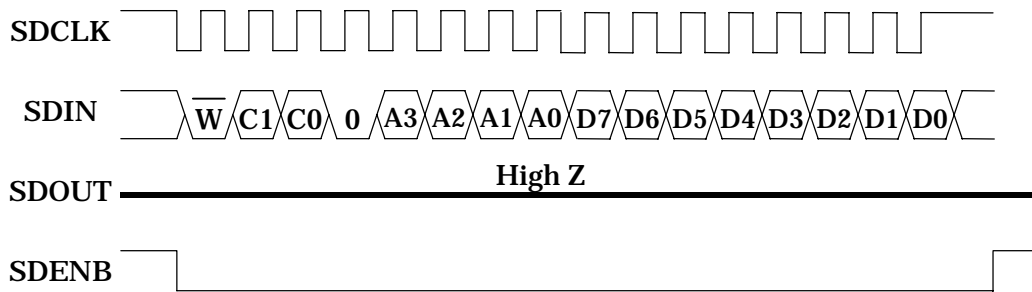 SDCLK
SDIN W̅ C1 C0 0 A3 A2 A1 A0 D7 D6 D5 D4 D3 D2 D1 D0
High Z
SDOUT
SDENB